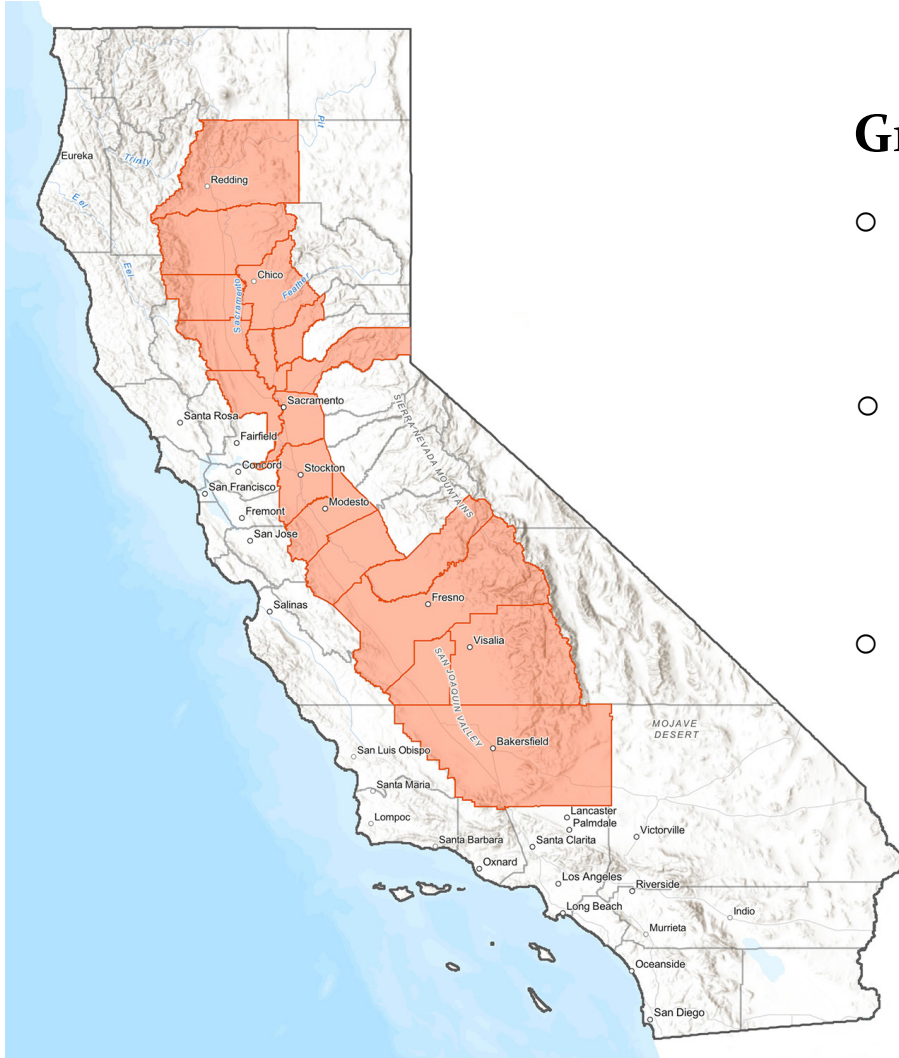 Pit
Gr
Eureka
Trinity
Redding
Eel
Eel
Chico
Sacramento
Feather
Sacramento
SIERRA NEVADA MOUNTAINS
Santa Rosa
Fairfield
Concord
Stockton
San Francisco
Modesto
Fremont
San Jose
Fresno
Salinas
Visalia
SAN JOAQUIN VALLEY
MOJAVE
DESERT
Bakersfield
San Luis Obispo
Santa Maria
Lancaster
Lompoc
Palmdale
Victorville
Santa Barbara
Santa Clarita
Oxnard
Los Angeles
Riverside
Long Beach
Indio
Murrieta
Oceanside
San Diego